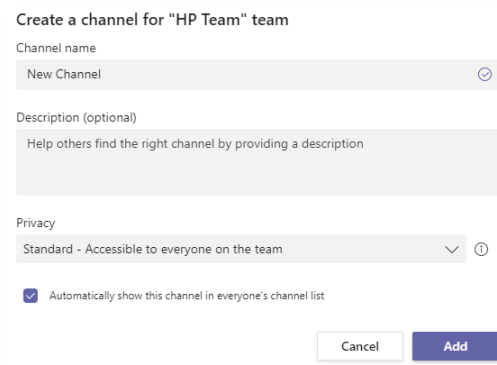 Create a channel for "HP Team" team
Channel name
New Channel
Description (optional)
Help others find the right channel by providing a description
Privacy
Standard - Accessible to everyone on the team
Automatically show this channel in everyone's channel list
Cancel
Add